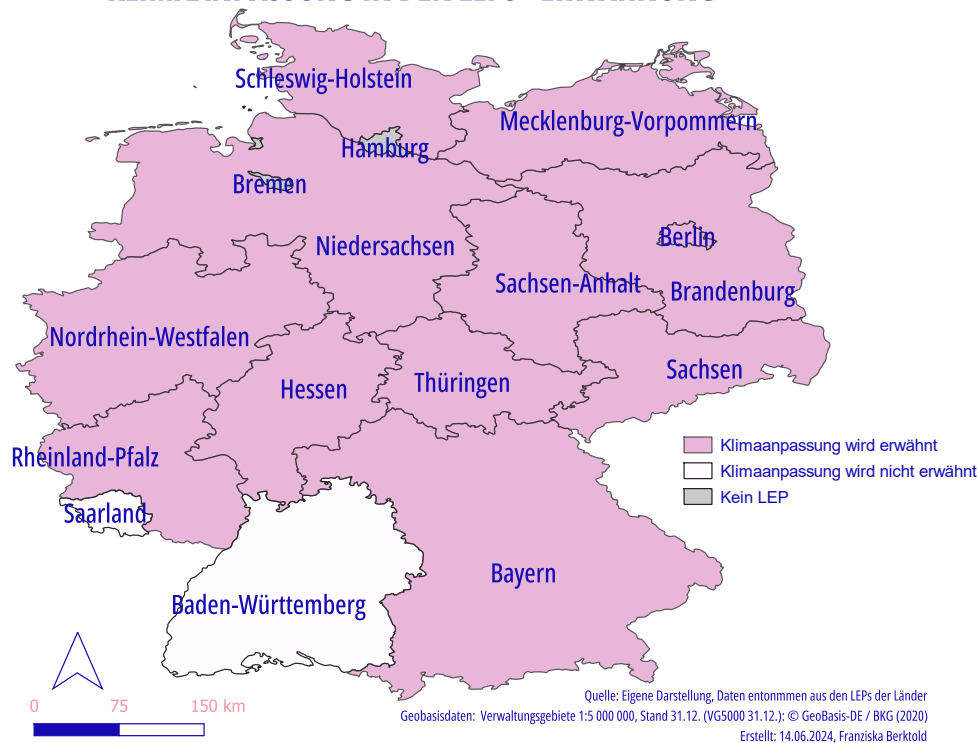 Schleswig-Holstein
Mecklenburg-Vorpommern
Hamburg
Bremen
Berlin
Niedersachsen
Sachsen-Anhalt
Brandenburg
Nordrhein-Westfalen
Sachsen
Thüringen
Hessen
Klimaanpassung wird erwähnt
Rheinland-Pfalz
Klimaanpassung wird nicht erwähnt
Kein LEP
Saarland
Bayern
Baden-Württemberg
0 75 150 km
Quelle: Eigene Darstellung, Daten entonmmen aus den LEPs der Länder
Geobasisdaten: Verwaltungsgebiete 1:5 000 000, Stand 31.12. (VG5000 31.12.): © GeoBasis-DE / BKG (2020)
Erstellt: 14.06.2024, Franziska Berktold